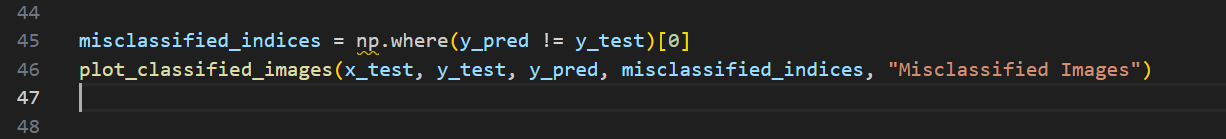 44
45 misclassified_indices = np.where(y_pred != y_test)[0]
46 plot_classified_images(x_test, y_test, y_pred, misclassified_indices, "Misclassified Images")
47
48